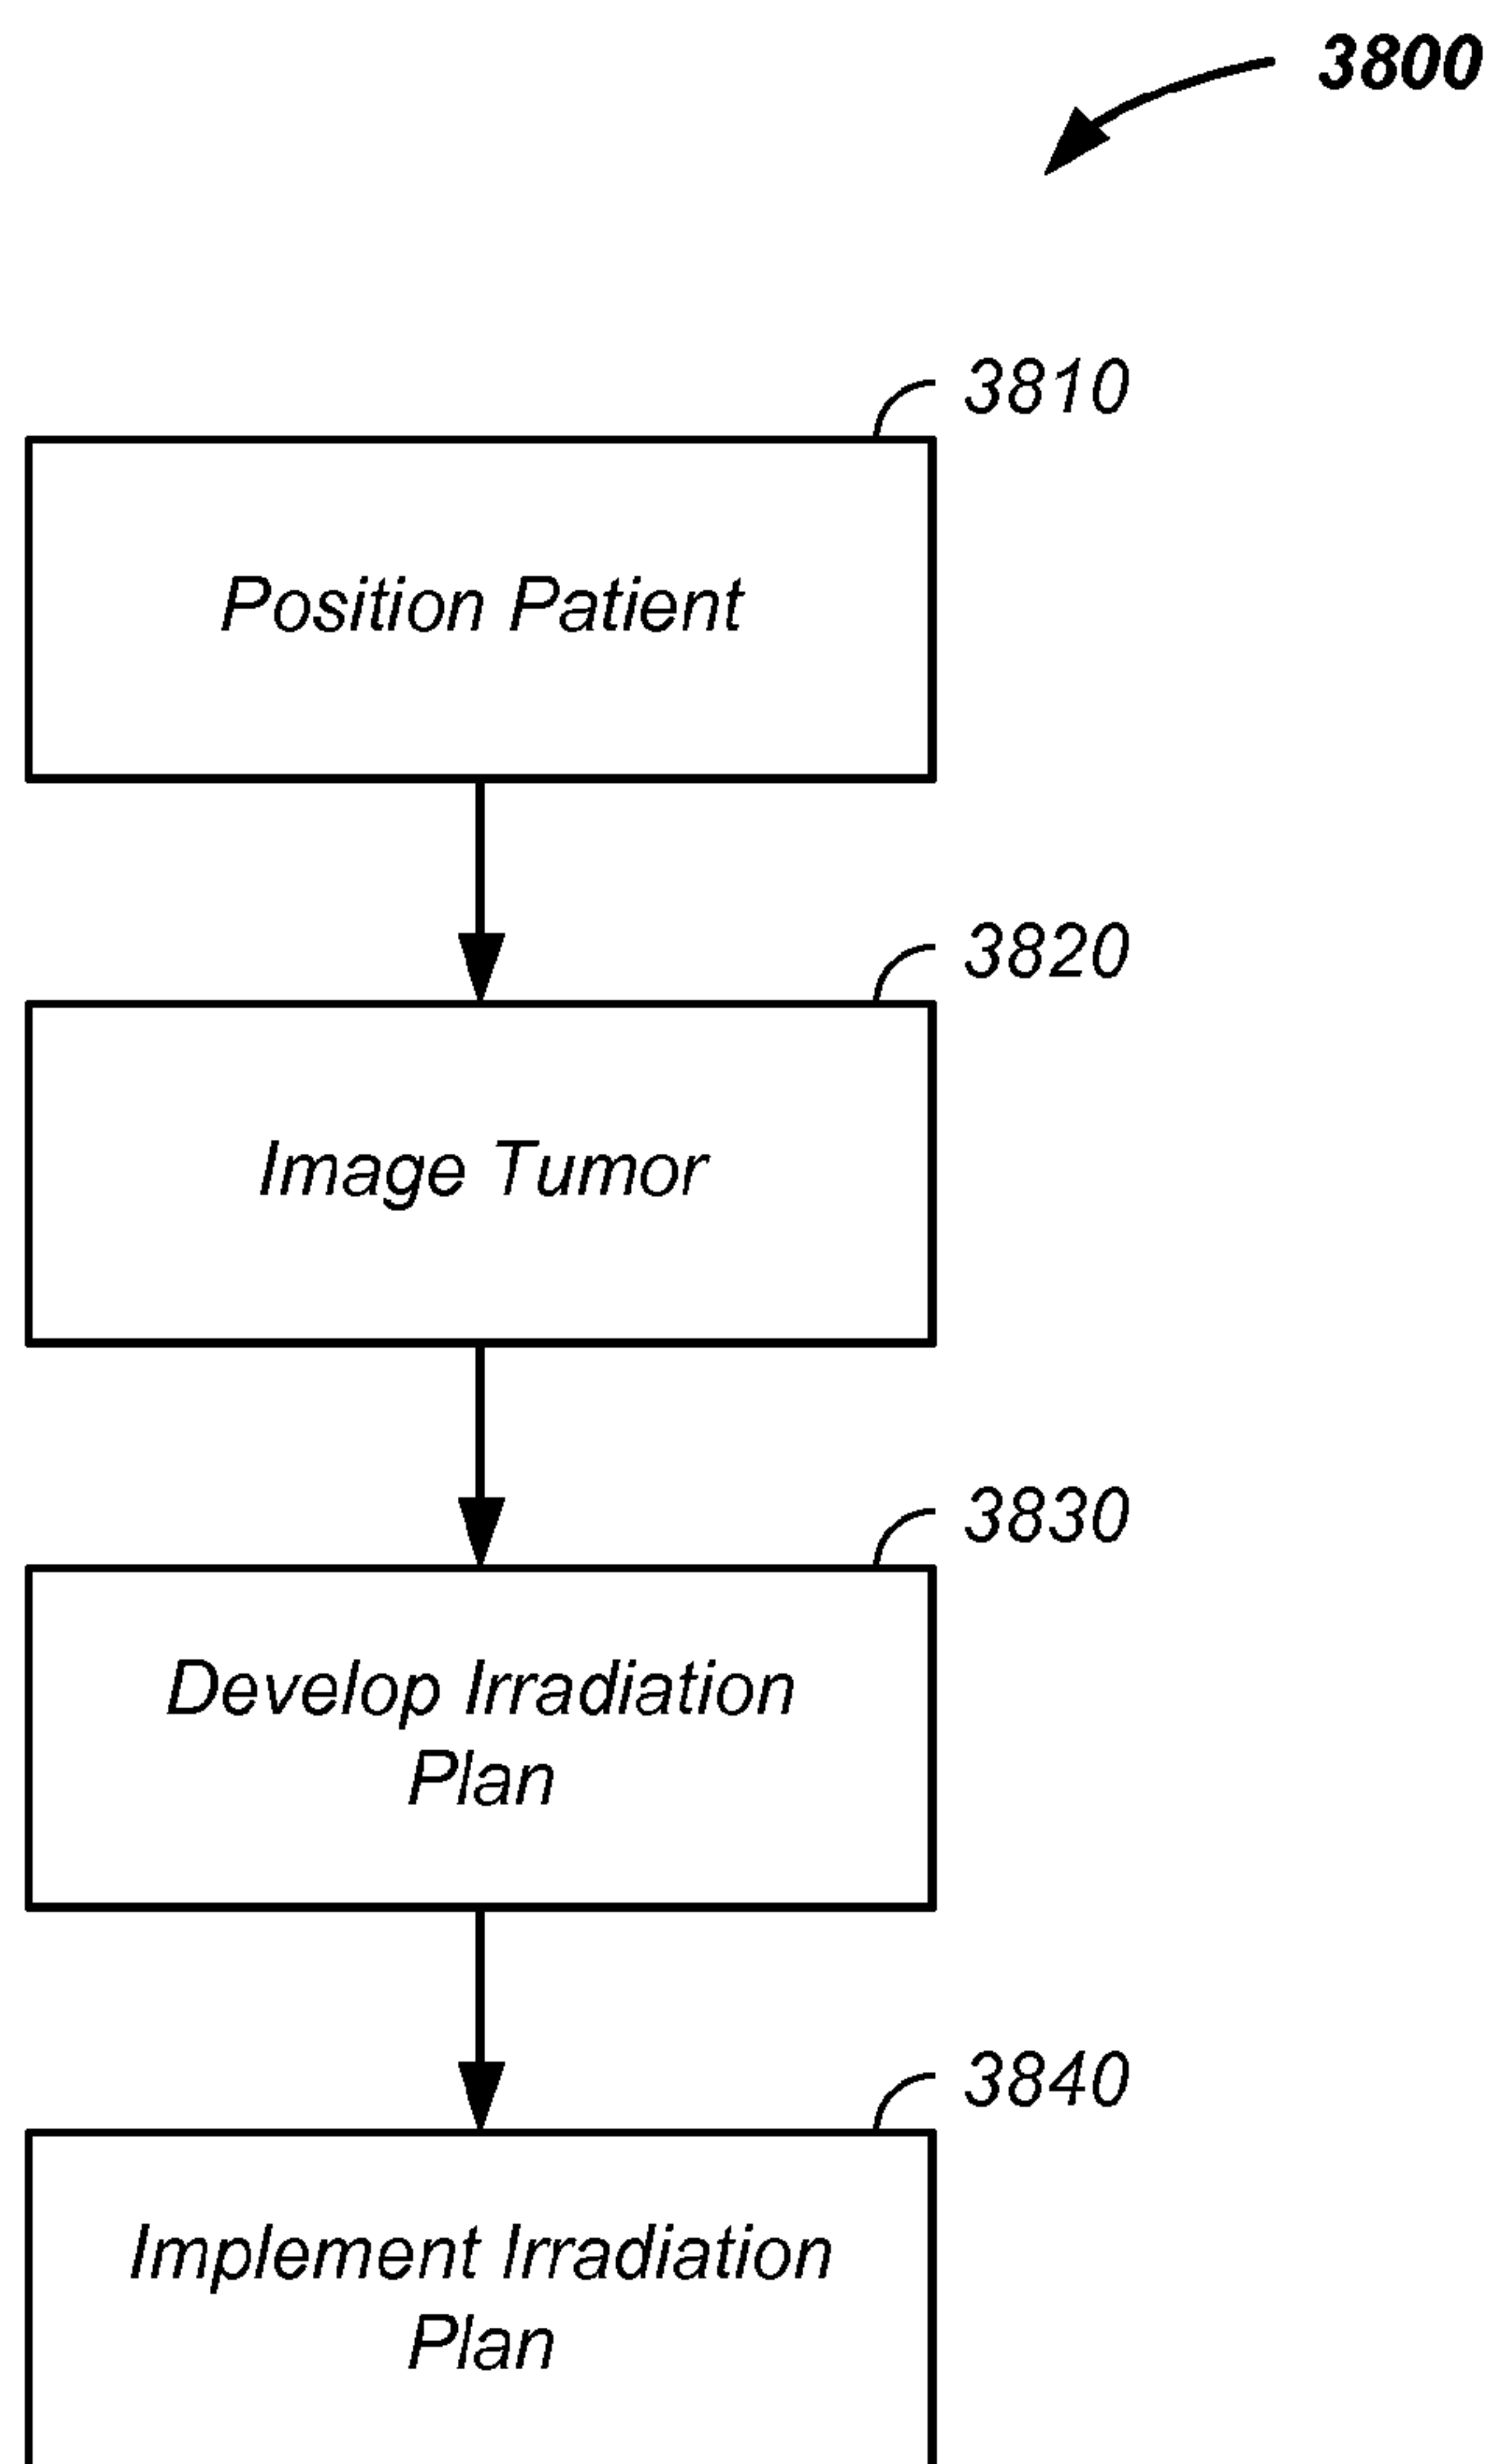 3800
3810
Position Patient
3820
Image Tumor
3830
Develop Irradiation
Plan
3840
Implement Irradiation
Plan